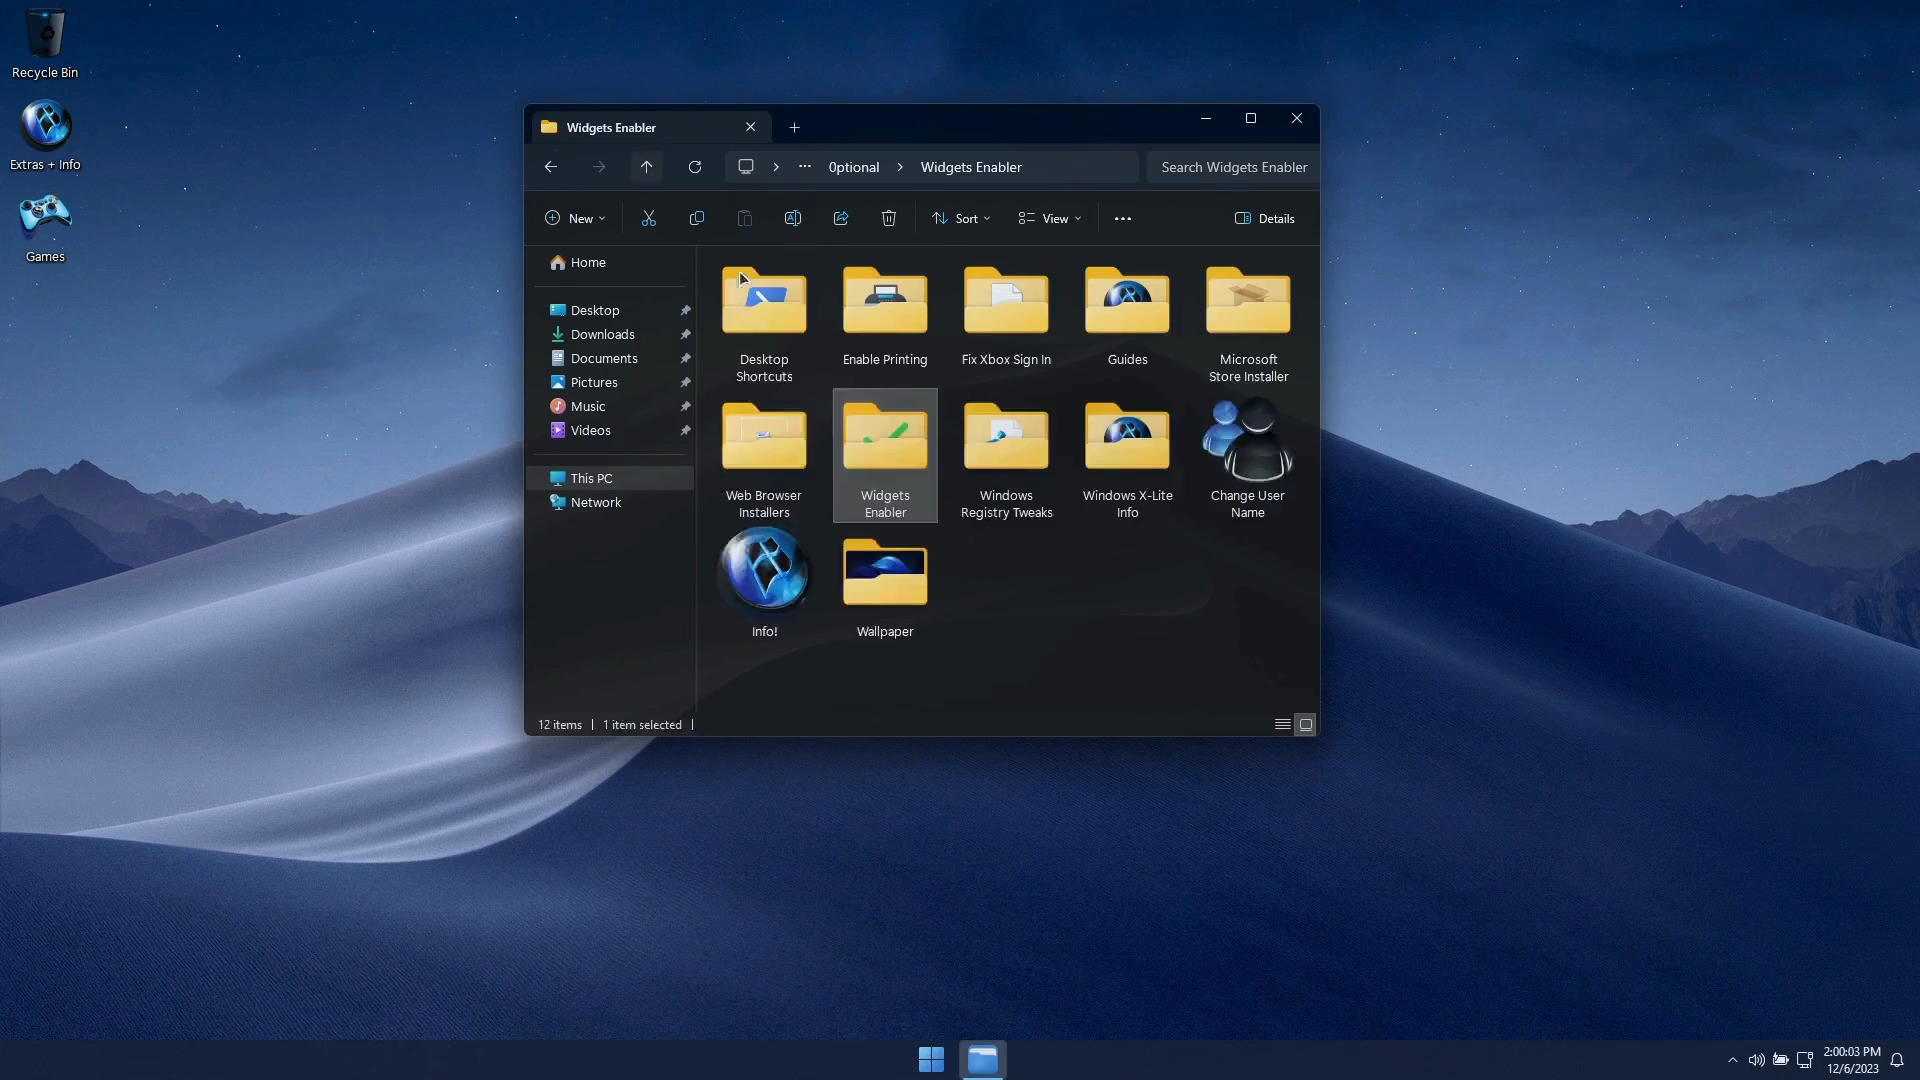 Recycle Bin
Extras + Info
Games
Widgets Enabler
0ptional
Widgets Enabler
Search Widgets Enabler
New
Sort
View
Details
Home
Desktop
Downloads
Documents
Pictures
Music
Videos
This PC
Network
Desktop
Shortcuts
Enable Printing
Fix Xbox Sign In
Guides
Microsoft
Store Installer
Web Browser
Installers
Widgets
Enabler
Windows
Registry Tweaks
Windows X-Lite
Info
Change User
Name
Info!
Wallpaper
12 items
1 item selected
2:00:03 PM
12/6/2023